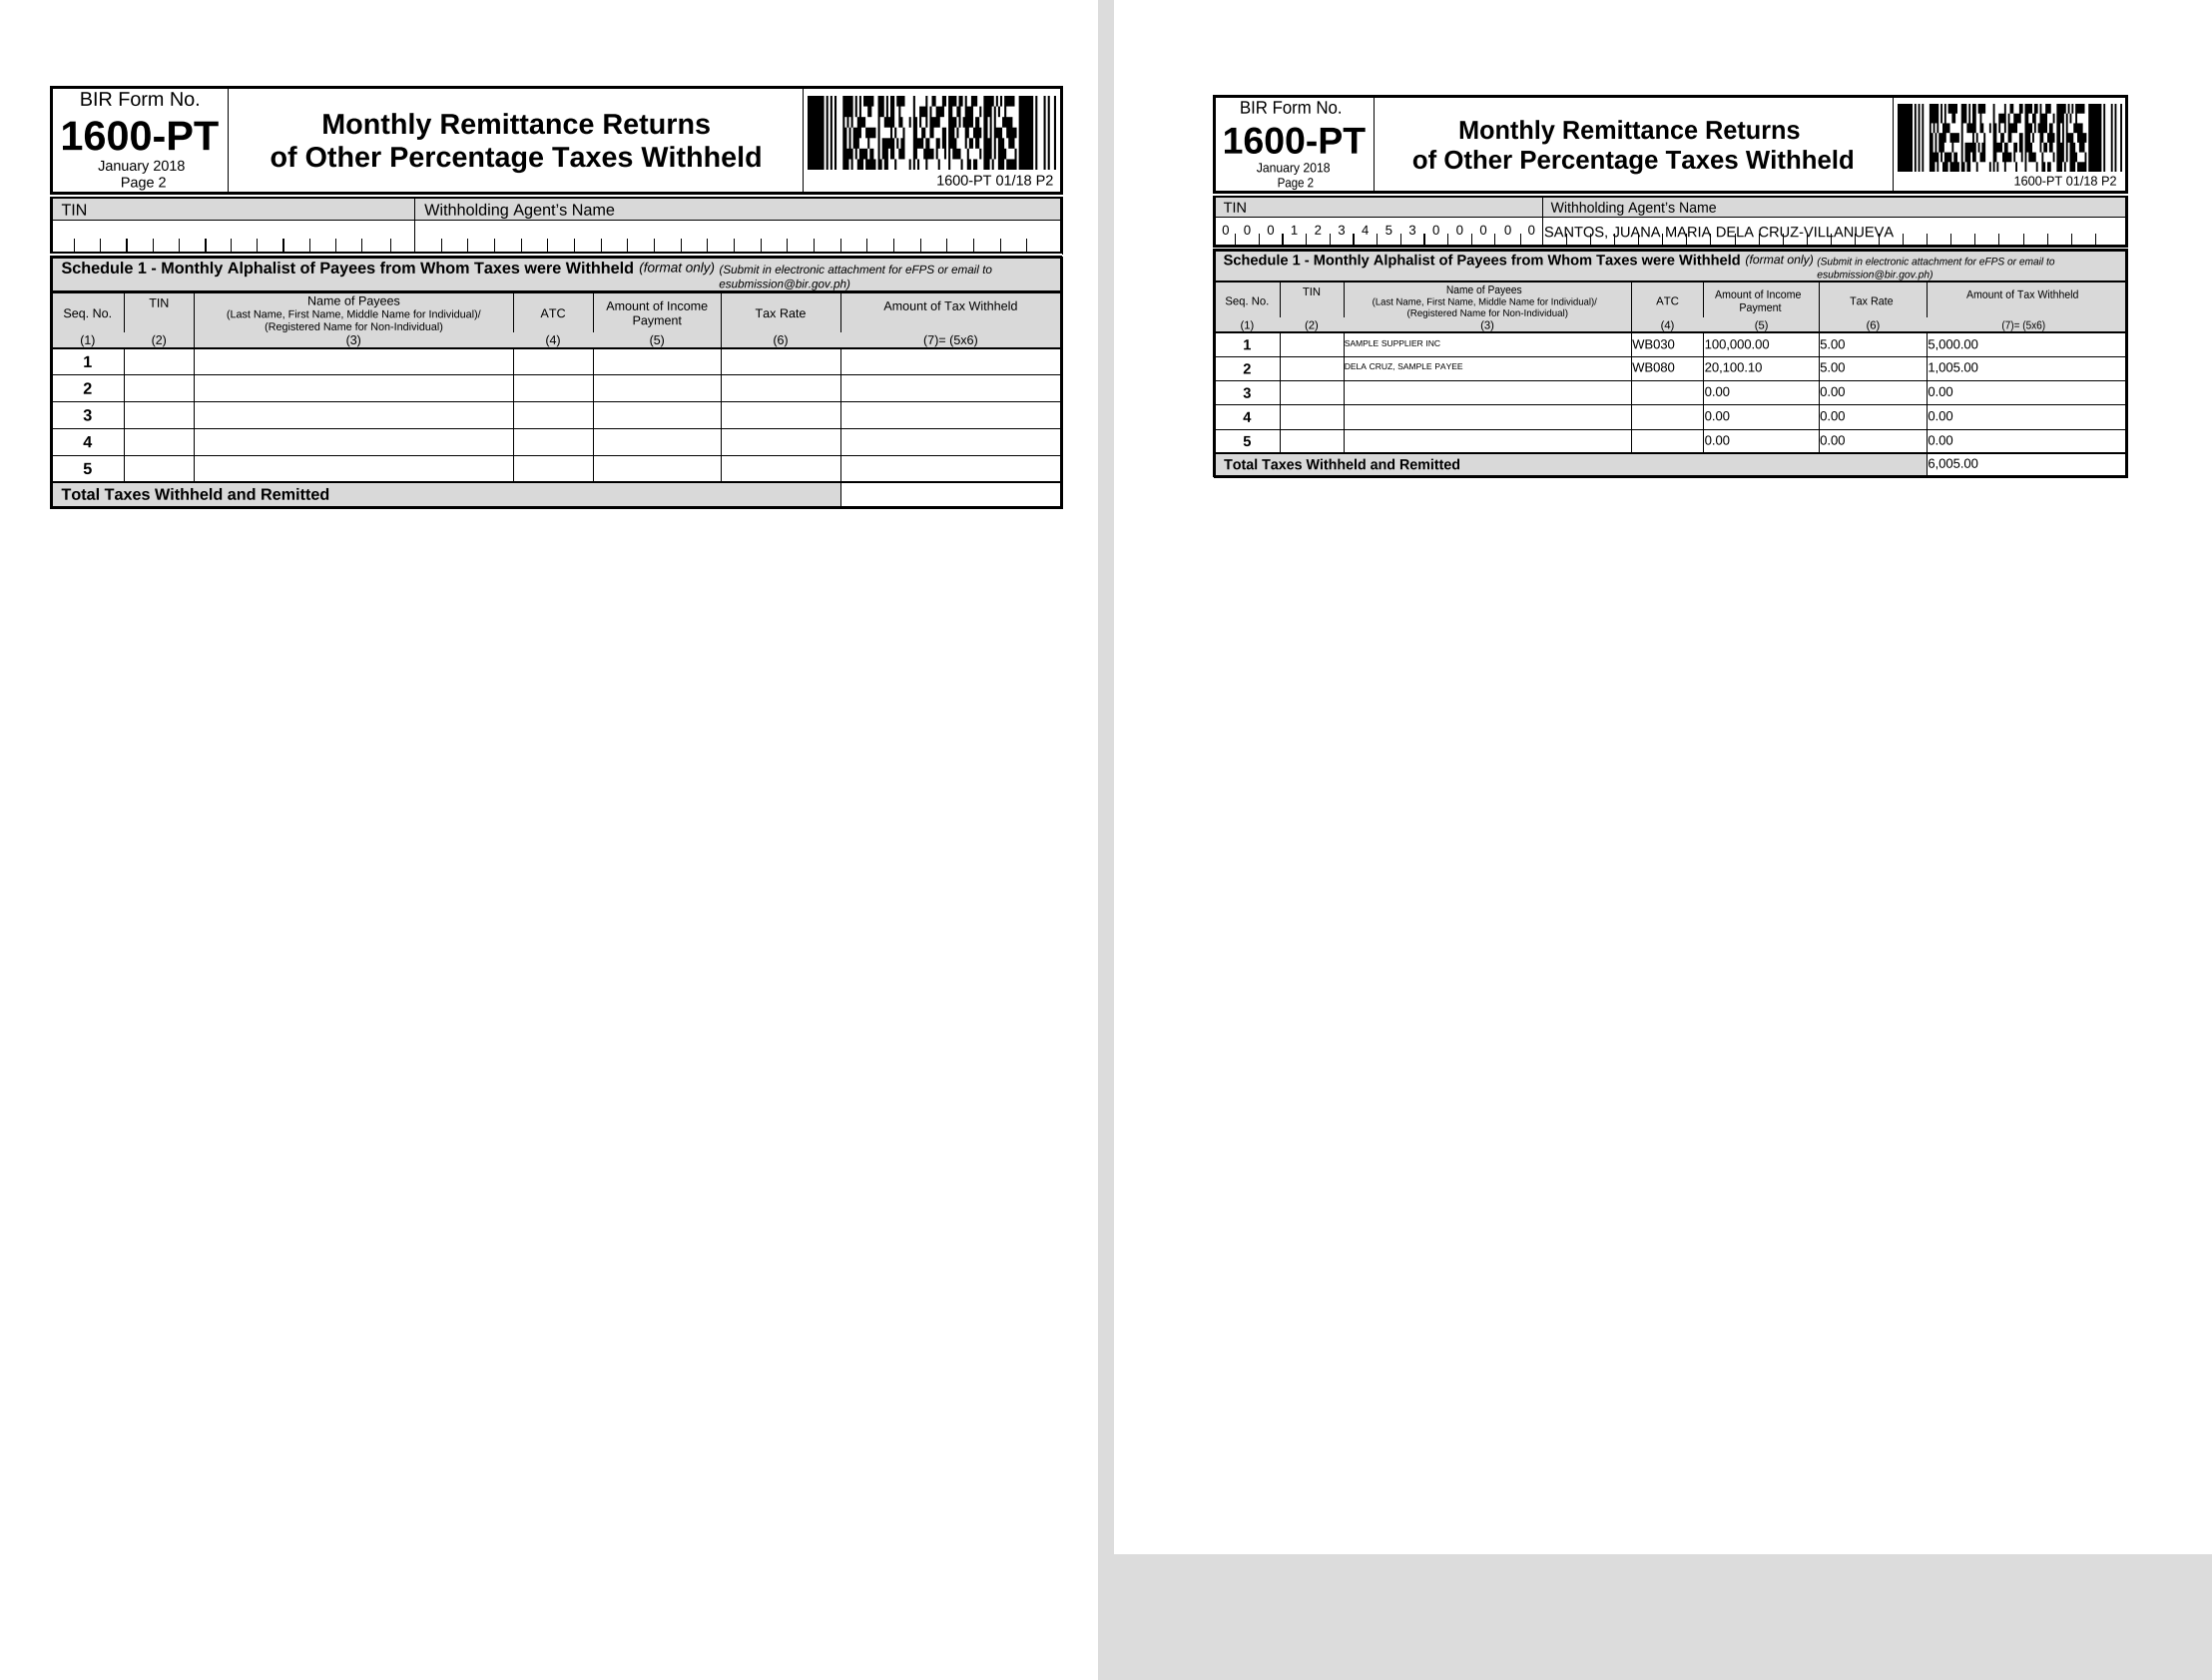 BIR Form No.
1600-PT
January 2018
Page 2
Monthly Remittance Returns
of Other Percentage Taxes Withheld
1600-PT 01/18 P2
TIN Withholding Agent's Name
Schedule 1 - Monthly Alphalist of Payees from Whom Taxes were Withheld (format only) (Submit in electronic attachment for eFPS or email to
esubmission@bir.gov.ph)
Seq. No. TIN Name of Payees
(Last Name, First Name, Middle Name for Individual)/
(Registered Name for Non-Individual) ATC Amount of Income
Payment Tax Rate Amount of Tax Withheld
(1) (2) (3) (4) (5) (6) (7)= (5x6)
1
2
3
4
5
Total Taxes Withheld and Remitted
BIR Form No.
1600-PT
January 2018
Page 2
Monthly Remittance Returns
of Other Percentage Taxes Withheld
1600-PT 01/18 P2
TIN Withholding Agent's Name
0 0 0 1 2 3 4 5 3 0 0 0 0 0 SANTOS, JUANA MARIA DELA CRUZ-VILLANUEVA
Schedule 1 - Monthly Alphalist of Payees from Whom Taxes were Withheld (format only) (Submit in electronic attachment for eFPS or email to
esubmission@bir.gov.ph)
Seq. No. TIN Name of Payees
(Last Name, First Name, Middle Name for Individual)/
(Registered Name for Non-Individual) ATC Amount of Income
Payment Tax Rate Amount of Tax Withheld
(1) (2) (3) (4) (5) (6) (7)= (5x6)
1 SAMPLE SUPPLIER INC WB030 100,000.00 5.00 5,000.00
2 DELA CRUZ, SAMPLE PAYEE WB080 20,100.10 5.00 1,005.00
3 0.00 0.00 0.00
4 0.00 0.00 0.00
5 0.00 0.00 0.00
Total Taxes Withheld and Remitted 6,005.00